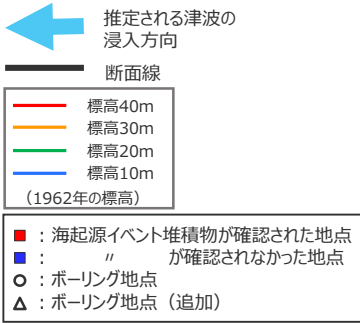 推定される津波の
浸入方向
断面線
標高40m
標高30m
標高20m
標高10m
(1962年の標高)
■：海起源イベント堆積物が確認された地点
■：　　〃　　が確認されなかった地点
○：ボーリング地点
△：ボーリング地点（追加）